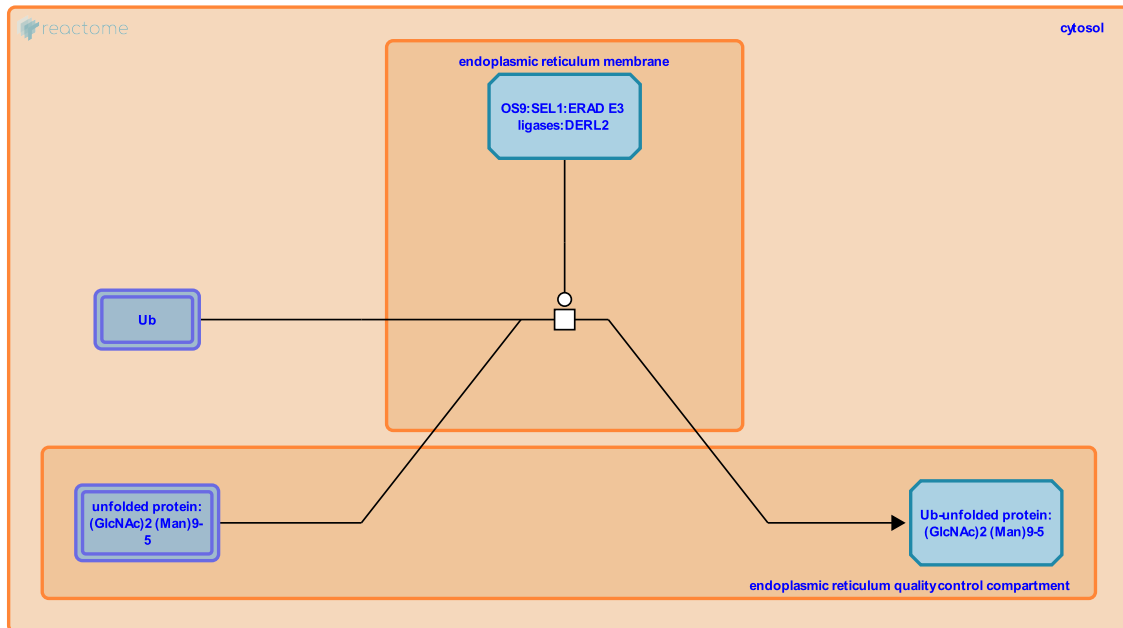 reactome
cytosol
endoplasmic reticulum membrane
OS9:SEL1:ERAD E3
ligases:DERL2
Ub
unfolded protein:
(GlcNAc)2 (Man)9-
5
Ub-unfolded protein:
(GlcNAc)2 (Man)9-5
endoplasmic reticulum quality control compartment